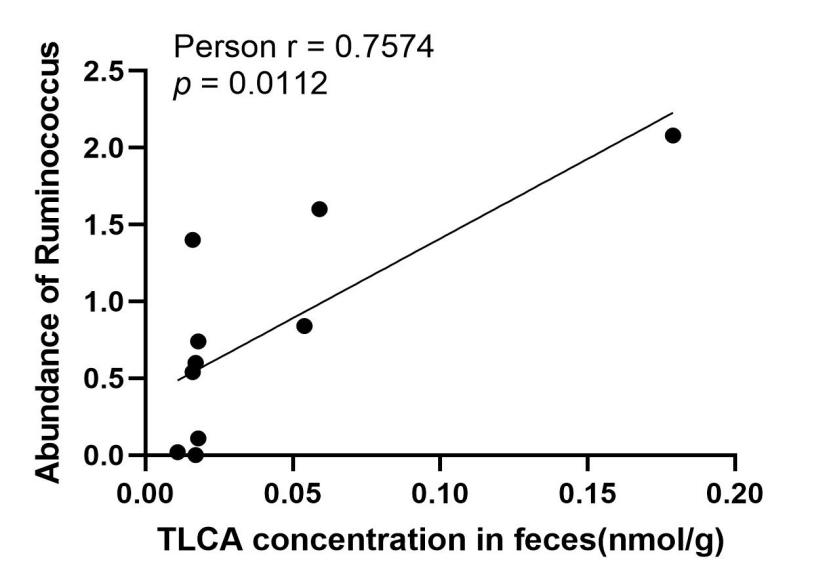 Person r = 0.7574
p = 0.0112
Abundance of Ruminococcus
2.5
2.0
1.5
1.0
0.5
0.0
0.00 0.05 0.10 0.15 0.20
TLCA concentration in feces(nmol/g)